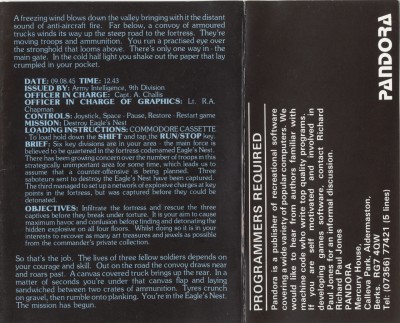 A freezing wind blows down the valley bringing with it the distant
sound of anti-aircraft fire. Far below, a convoy of armoured
trucks winds its way up the steep road to the fortress. They're
moving troops and ammunition. You run a practised eye over
the stronghold that looms above. There's only one way in - the
main gate. In the cold hall light you shake out the paper that lay
crumpled in your pocket.
DATE: 09.08.45 TIME: 12.43
ISSUED BY: Army Intelligence, 9th Division
OFFICER IN CHARGE: Capt. A. Challis
OFFICER IN CHARGE OF GRAPHICS: Lt. R.A.
Chapman
CONTROLS: Joystick, Space - Pause, Restore - Restart game
MISSION: Destroy Eagle's Nest
LOADING INSTRUCTIONS: COMMODORE CASSETTE
- To load hold down the SHIFT and tap the RUN/STOP key.
BRIEF: Six key divisions are in your area - the main force is
believed to be quartered in the fortress codenamed Eagle's Nest.
There has been growing concern over the number of troops in this
strategically important area for some time, which leads us to
assume that a counter-offensive is being planned. Three
saboteurs sent to destroy the Eagle's Nest have been captured.
The third managed to set up a network of explosive charges at key
points in the fortress, but was captured before they could be
detonated.
OBJECTIVES: Infiltrate the fortress and rescue the three
captives before they break under torture. It is your aim to cause
maximum havoc and confusion before finding and detonating the
hidden explosive on all four floors. Whilst doing so it is in your
interests to recover as many art treasures and jewels as possible
from the commander's private collection.
So that's the job. The lives of three fellow soldiers depend on
your courage and skill. Out on the road the convoy draws near
and roars past. A canvas covered truck brings up the rear. In a
matter of seconds you're under that canvas flap and laying
sandwiched between two crates of ammunition. Tyres crunch
on gravel, then rumble onto planking. You're in the Eagle's Nest.
The mission has begun.
PANDORA
PROGRAMMERS REQUIRED
Pandora is a publisher of recreational software
on a wide variety of popular computers. We
would like to hear from authors familiar with
machine code who write top quality programs.
If you are self motivated and involved in
developing games software, contact Richard
Paul Jones for an informal discussion.
Richard Paul Jones
PANDORA
Mercury House,
Calleva Park, Aldermaston,
Berks. RG7 4QW
Tel: (07356) 77421 (5 lines)